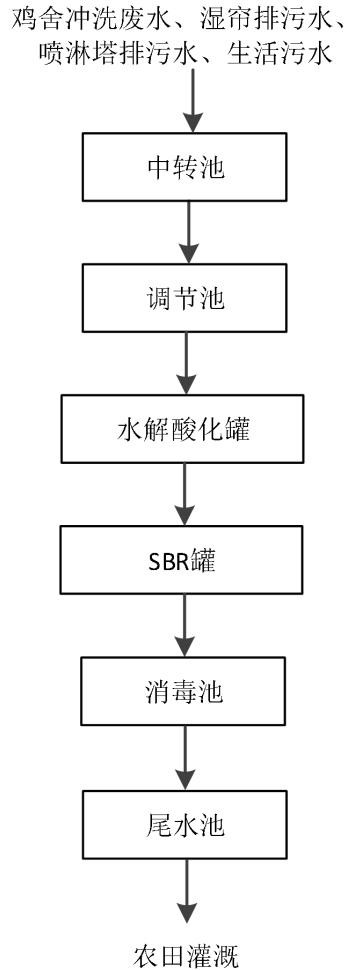 鸡舍冲洗废水、湿帘排污水、
喷淋塔排污水、生活污水
中转池
调节池
水解酸化罐
SBR罐
消毒池
尾水池
农田灌溉